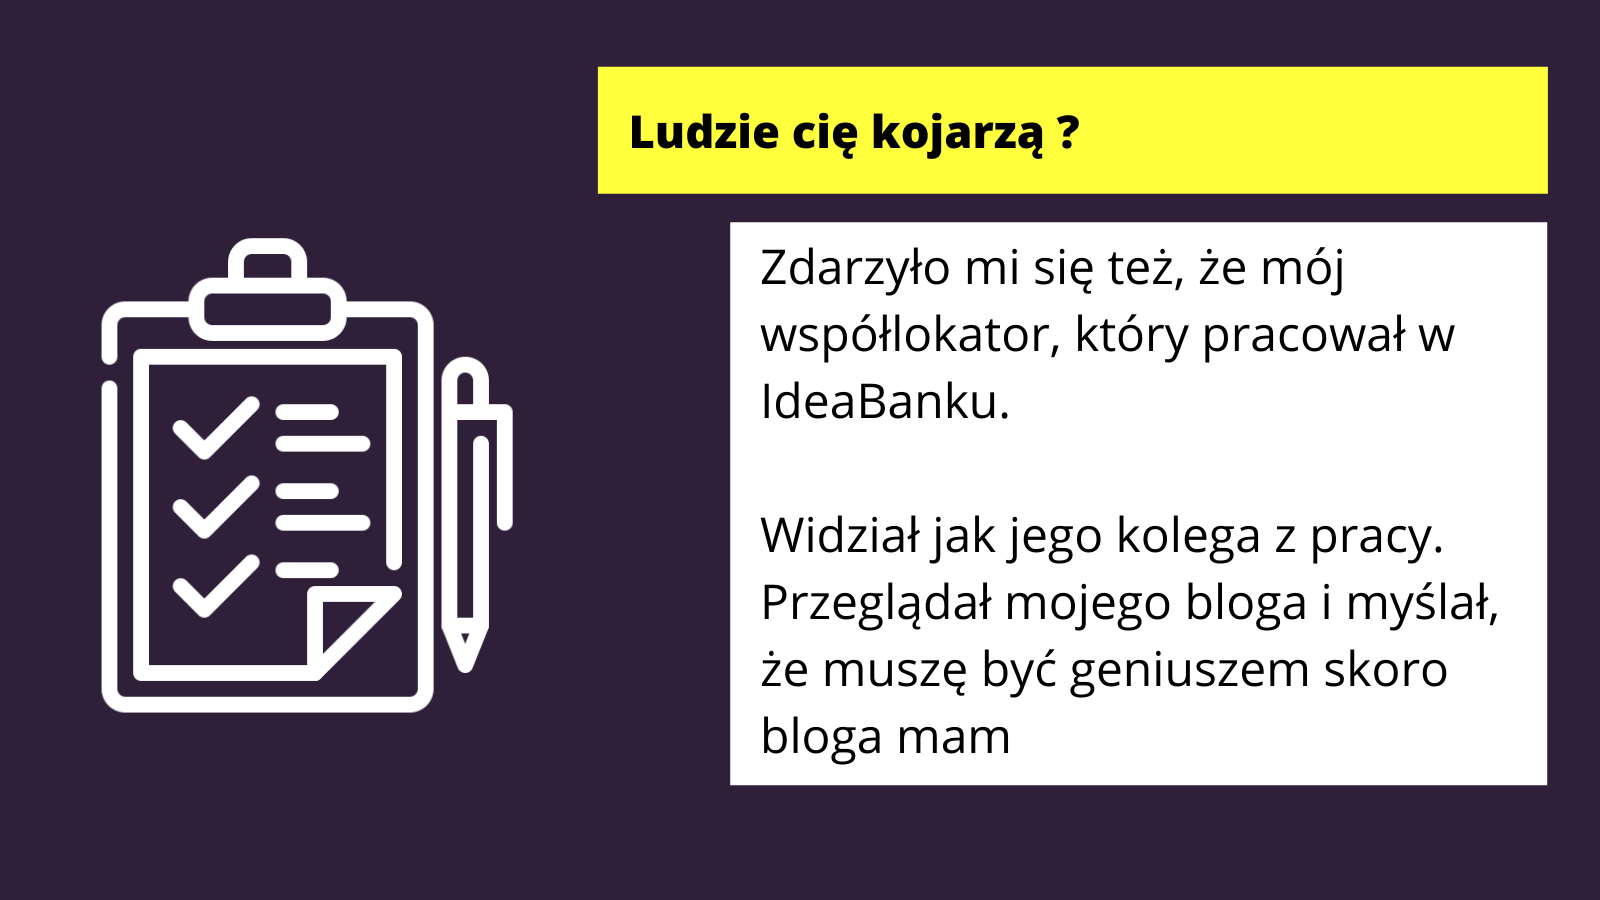 Ludzie cię kojarzą ?
Zdarzyło mi się też, że mój
współlokator, który pracował w
IdeaBanku.
Widział jak jego kolega z pracy.
Przeglądał mojego bloga i myślał,
że muszę być geniuszem skoro
bloga mam